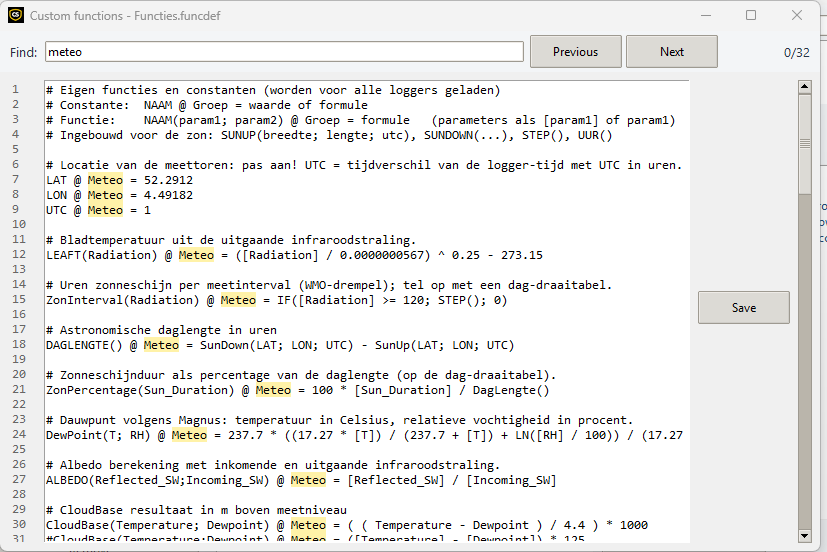 Custom functions - Functies.funcdef
Find: meteo Previous Next 0/32
1 # Eigen functies en constanten (worden voor alle loggers geladen)
2 # Constante: NAAM @ Groep = waarde of formule
3 # Functie: NAAM(param1; param2) @ Groep = formule (parameters als [param1] of param1)
4 # Ingebouwd voor de zon: SUNUP(breedte; lengte; utc), SUNDOWN(...), STEP(), UUR()
5
6 # Locatie van de meettoren: pas aan! UTC = tijdverschil van de logger-tijd met UTC in uren.
7 LAT @ Meteo = 52.2912
8 LON @ Meteo = 4.49182
9 UTC @ Meteo = 1
10
11 # Bladtemperatuur uit de uitgaande infraroodstraling.
12 LEAFT(Radiation) @ Meteo = ([Radiation] / 0.0000000567) ^ 0.25 - 273.15
13
14 # Uren zonneschijn per meetinterval (WMO-drempel); tel op met een dag-draaitabel.
15 ZonInterval(Radiation) @ Meteo = IF([Radiation] >= 120; STEP(); 0)
16
17 # Astronomische daglengte in uren
18 DAGLENGTE() @ Meteo = SunDown(LAT; LON; UTC) - SunUp(LAT; LON; UTC)
19
20 # Zonneschijnduur als percentage van de daglengte (op de dag-draaitabel).
21 ZonPercentage(Sun_Duration) @ Meteo = 100 * [Sun_Duration] / DagLengte()
22
23 # Dauwpunt volgens Magnus: temperatuur in Celsius, relatieve vochtigheid in procent.
24 DewPoint(T; RH) @ Meteo = 237.7 * ((17.27 * [T]) / (237.7 + [T]) + LN([RH] / 100)) / (17.27
25
26 # Albedo berekening met inkomende en uitgaande infraroodstraling.
27 ALBEDO(Reflected_SW;Incoming_SW) @ Meteo = [Reflected_SW] / [Incoming_SW]
28
29 # CloudBase resultaat in m boven meetniveau
30 CloudBase(Temperature; Dewpoint) @ Meteo = ( ( Temperature - Dewpoint ) / 4.4 ) * 1000
31 #CloudBase(Temperature;Dewpoint) @ Meteo = ([Temperature] - [Dewpoint]) * 125
Save